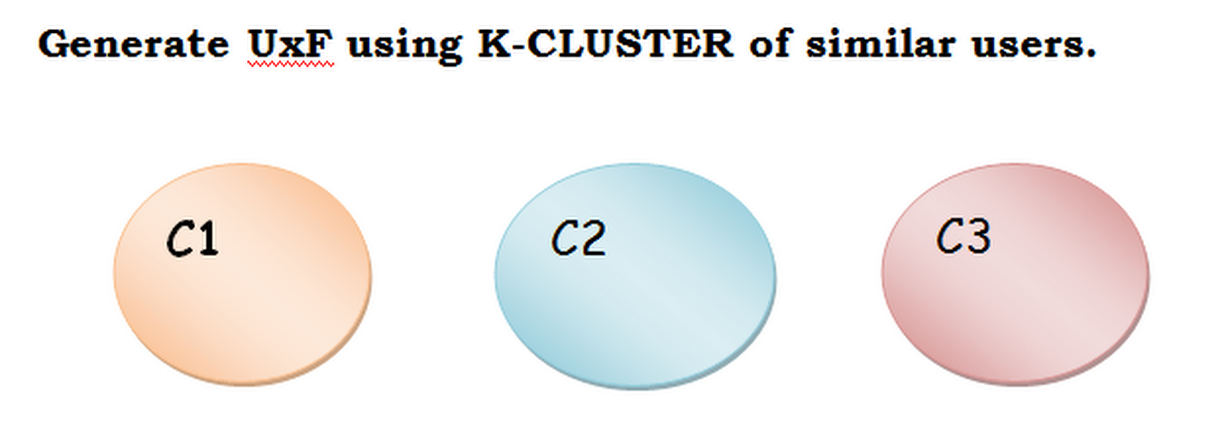 Generate UxF using K-CLUSTER of similar users.
C1 C2 C3